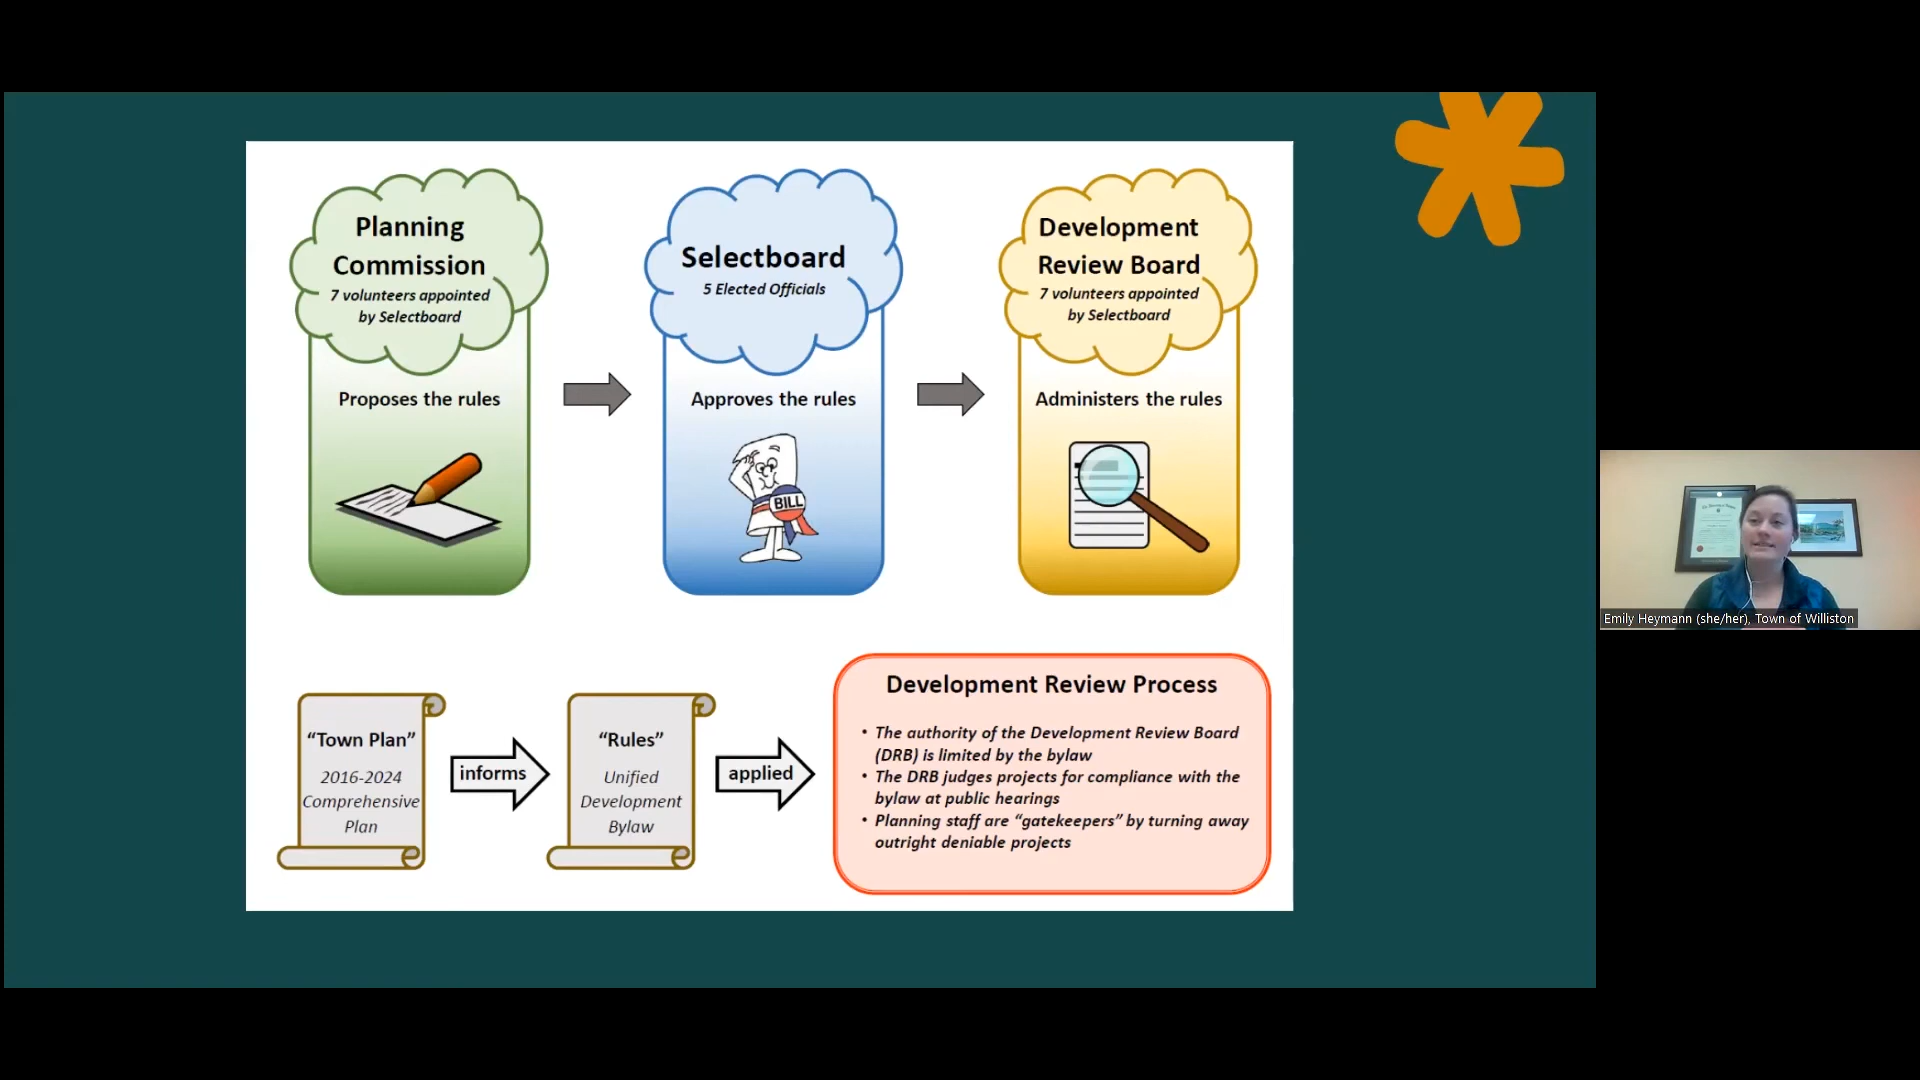 Planning
Commission
7 volunteers appointed
by Selectboard
Proposes the rules
Selectboard
5 Elected Officials
Approves the rules
BILL
Development
Review Board
7 volunteers appointed
by Selectboard
Administers the rules
“Town Plan”
2016-2024
Comprehensive
Plan
informs
“Rules”
Unified
Development
Bylaw
applied
Development Review Process
• The authority of the Development Review Board
(DRB) is limited by the bylaw
• The DRB judges projects for compliance with the
bylaw at public hearings
• Planning staff are “gatekeepers” by turning away
outright deniable projects
Emily Heymann (she/her), Town of Williston